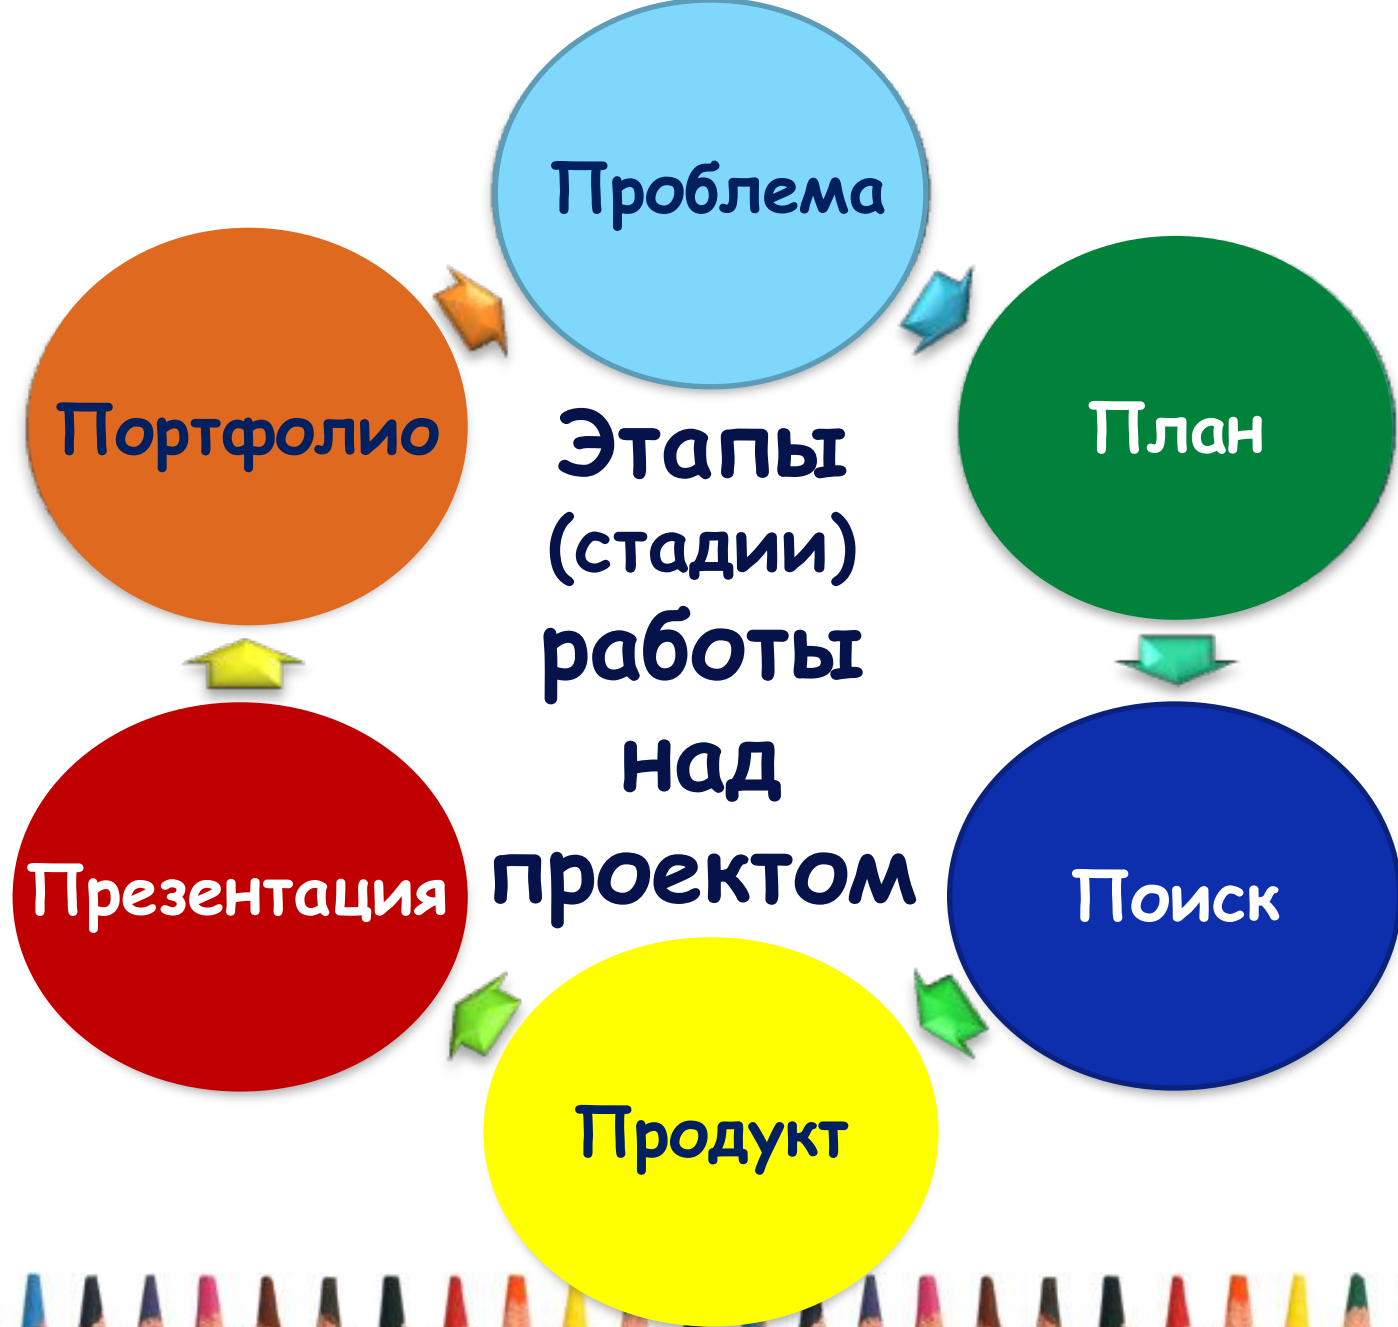 Проблема
План
Поиск
Продукт
Презентация
Портфолио
Этапы
(стадии)
работы
над
проектом